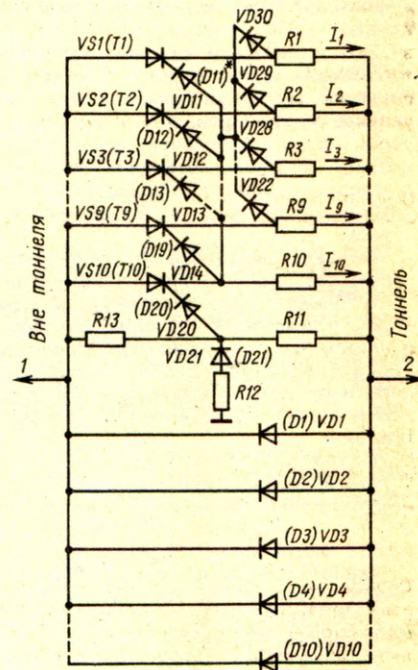 VD30
VS1(T1)
(D11)*
R1
I₁
VD29
VD11
VS2(T2)
R2
I₂
(D12)
VD28
VD12
VS3(T3)
R3
I₃
(D13)
VD22
VD13
VS9(T9)
R9
I₉
(D19)
VD14
VS10(T10)
R10
I₁₀
(D20)
VD20
R13
R11
VD21
(D21)
R12
Вне тоннеля
Тоннель
1
2
(D1)VD1
(D2)VD2
(D3)VD3
(D4)VD4
(D10)VD10